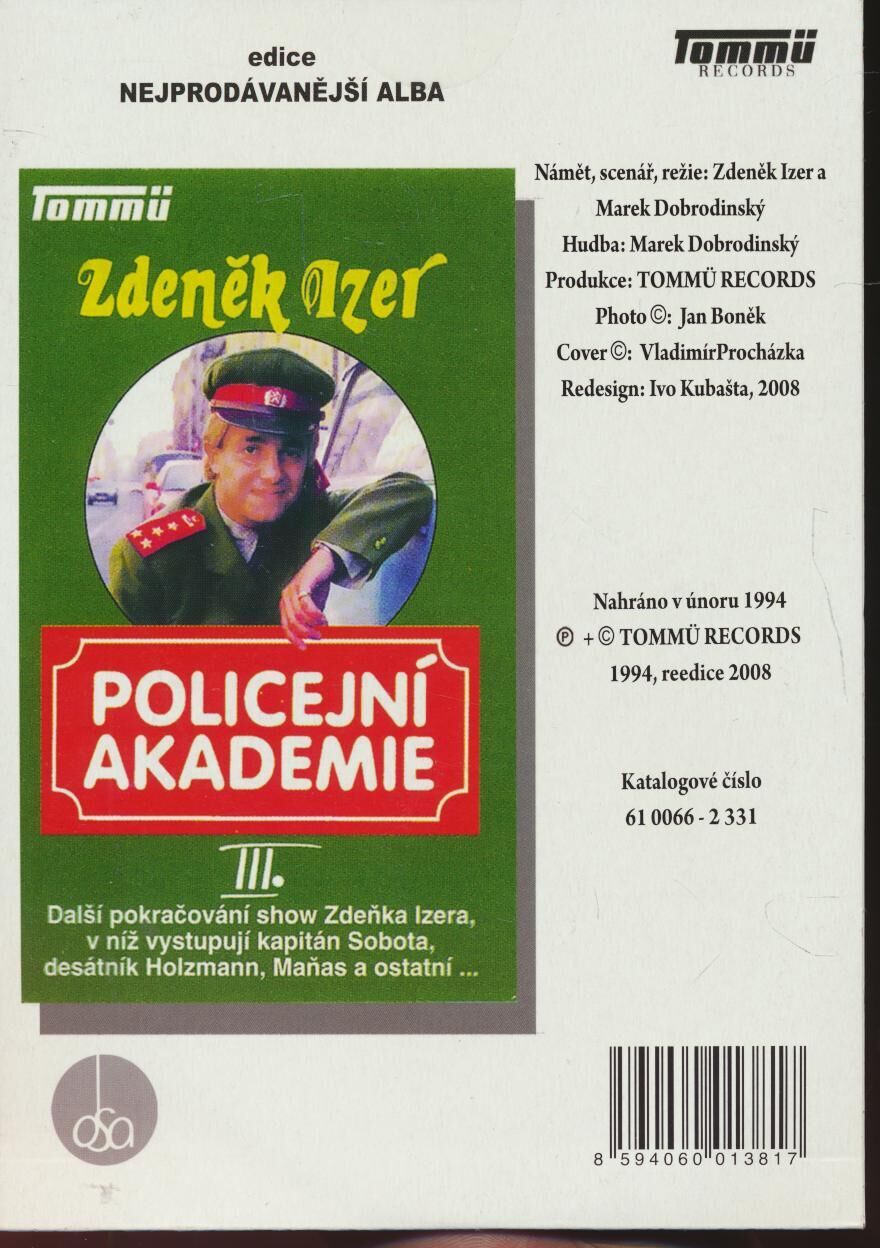 edice
NEJPRODÁVANĚJŠÍ ALBA
Tommü
RECORDS
Tommü
Zdeněk Izer
POLICEJNÍ
AKADEMIE
III.
Další pokračování show Zdeňka Izera,
v níž vystupují kapitán Sobota,
desátník Holzmann, Maňas a ostatní ...
Námět, scenář, režie: Zdeněk Izer a
Marek Dobrodinský
Hudba: Marek Dobrodinský
Produkce: TOMMÜ RECORDS
Photo ©: Jan Boněk
Cover ©: VladimírProcházka
Redesign: Ivo Kubašta, 2008
Nahráno v únoru 1994
℗ + © TOMMÜ RECORDS
1994, reedice 2008
Katalogové číslo
61 0066 - 2 331
osa
8 594060 013817